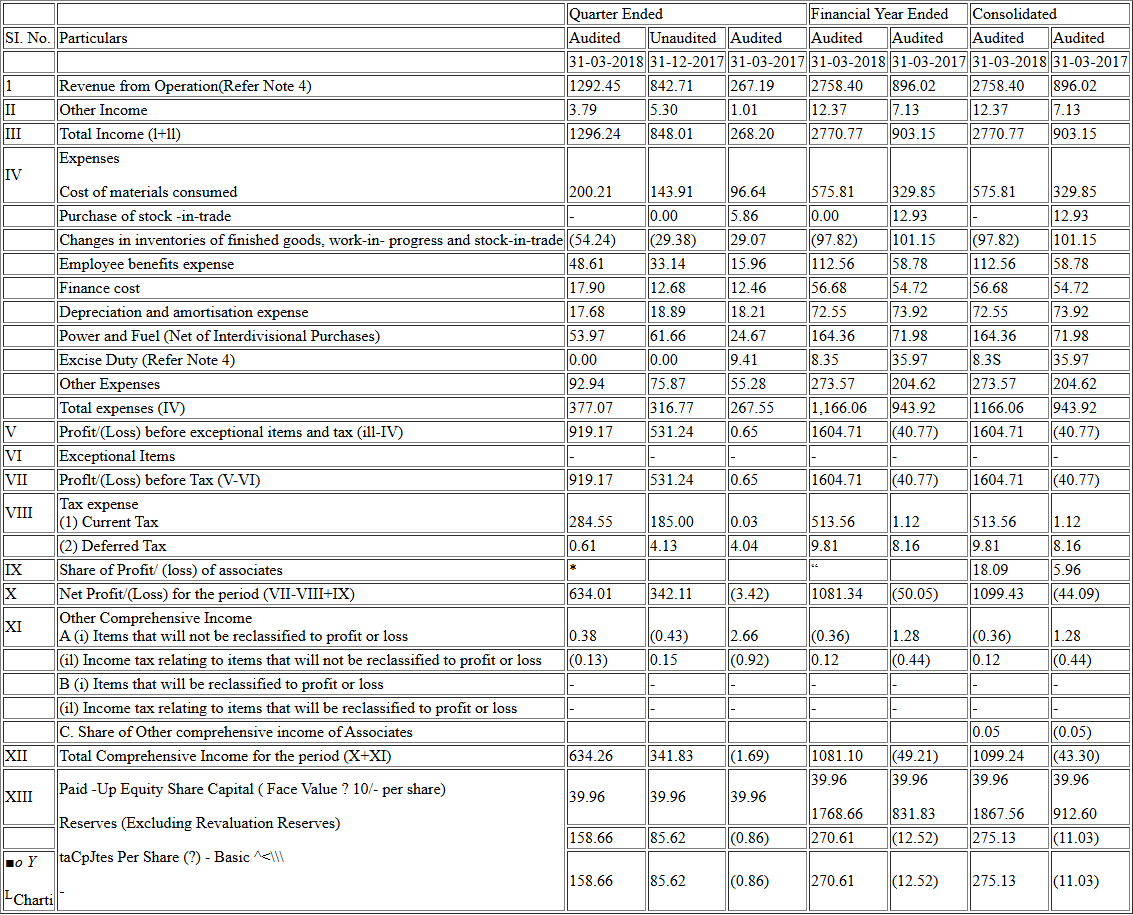 Quarter Ended Financial Year Ended Consolidated
SI. No. Particulars Audited Unaudited Audited Audited Audited Audited Audited
31-03-2018 31-12-2017 31-03-2017 31-03-2018 31-03-2017 31-03-2018 31-03-2017
1 Revenue from Operation(Refer Note 4) 1292.45 842.71 267.19 2758.40 896.02 2758.40 896.02
II Other Income 3.79 5.30 1.01 12.37 7.13 12.37 7.13
III Total Income (l+ll) 1296.24 848.01 268.20 2770.77 903.15 2770.77 903.15
Expenses
IV
Cost of materials consumed 200.21 143.91 96.64 575.81 329.85 575.81 329.85
Purchase of stock -in-trade - 0.00 5.86 0.00 12.93 - 12.93
Changes in inventories of finished goods, work-in- progress and stock-in-trade (54.24) (29.38) 29.07 (97.82) 101.15 (97.82) 101.15
Employee benefits expense 48.61 33.14 15.96 112.56 58.78 112.56 58.78
Finance cost 17.90 12.68 12.46 56.68 54.72 56.68 54.72
Depreciation and amortisation expense 17.68 18.89 18.21 72.55 73.92 72.55 73.92
Power and Fuel (Net of Interdivisional Purchases) 53.97 61.66 24.67 164.36 71.98 164.36 71.98
Excise Duty (Refer Note 4) 0.00 0.00 9.41 8.35 35.97 8.3S 35.97
Other Expenses 92.94 75.87 55.28 273.57 204.62 273.57 204.62
Total expenses (IV) 377.07 316.77 267.55 1,166.06 943.92 1166.06 943.92
V Profit/(Loss) before exceptional items and tax (ill-IV) 919.17 531.24 0.65 1604.71 (40.77) 1604.71 (40.77)
VI Exceptional Items - - - - - - -
VII Proflt/(Loss) before Tax (V-VI) 919.17 531.24 0.65 1604.71 (40.77) 1604.71 (40.77)
VIII Tax expense
(1) Current Tax 284.55 185.00 0.03 513.56 1.12 513.56 1.12
(2) Deferred Tax 0.61 4.13 4.04 9.81 8.16 9.81 8.16
IX Share of Profit/ (loss) of associates * “ 18.09 5.96
X Net Profit/(Loss) for the period (VII-VIII+IX) 634.01 342.11 (3.42) 1081.34 (50.05) 1099.43 (44.09)
XI Other Comprehensive Income
A (i) Items that will not be reclassified to profit or loss 0.38 (0.43) 2.66 (0.36) 1.28 (0.36) 1.28
(il) Income tax relating to items that will not be reclassified to profit or loss (0.13) 0.15 (0.92) 0.12 (0.44) 0.12 (0.44)
B (i) Items that will be reclassified to profit or loss - - - - - - -
(il) Income tax relating to items that will be reclassified to profit or loss - - - - - - -
C. Share of Other comprehensive income of Associates 0.05 (0.05)
XII Total Comprehensive Income for the period (X+XI) 634.26 341.83 (1.69) 1081.10 (49.21) 1099.24 (43.30)
XIII Paid -Up Equity Share Capital ( Face Value ? 10/- per share) 39.96 39.96 39.96 39.96 39.96 39.96 39.96
Reserves (Excluding Revaluation Reserves) 1768.66 831.83 1867.56 912.60
158.66 85.62 (0.86) 270.61 (12.52) 275.13 (11.03)
■o Y taCpJtes Per Share (?) - Basic ^<\\\
LCharti - 158.66 85.62 (0.86) 270.61 (12.52) 275.13 (11.03)